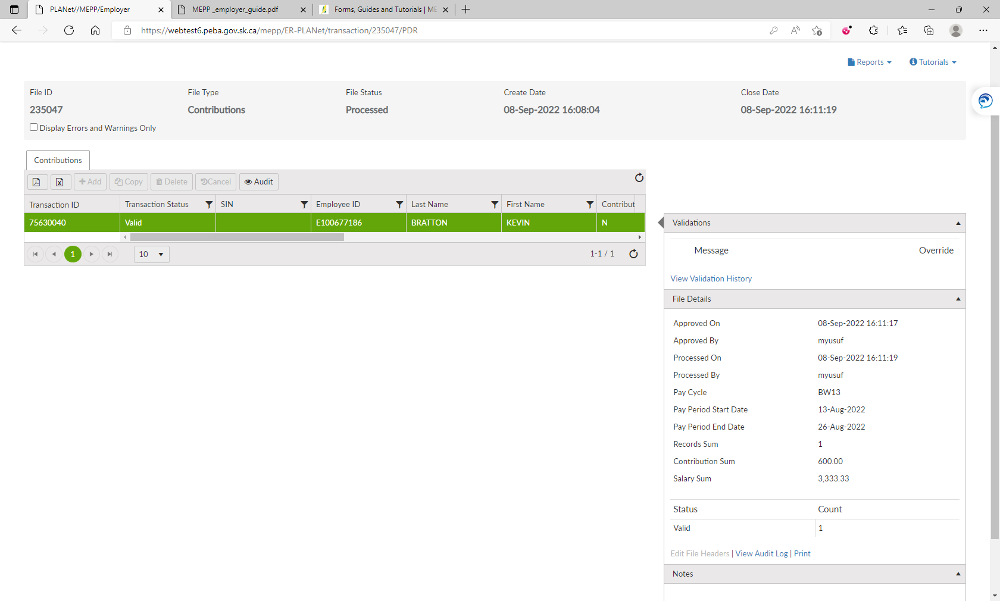 PLANet//MEPP/Employer
MEPP _employer_guide.pdf
Forms, Guides and Tutorials | ME
https://webtest6.peba.gov.sk.ca/mepp/ER-PLANet/transaction/235047/PDR
Reports
Tutorials
File ID
File Type
File Status
Create Date
Close Date
235047
Contributions
Processed
08-Sep-2022 16:08:04
08-Sep-2022 16:11:19
Display Errors and Warnings Only
Contributions
Add
Copy
Delete
Cancel
Audit
Transaction ID
Transaction Status
SIN
Employee ID
Last Name
First Name
Contribut
75630040
Valid
E100677186
BRATTON
KEVIN
N
1
10
1-1 / 1
Validations
Message
Override
View Validation History
File Details
Approved On 08-Sep-2022 16:11:17
Approved By myusuf
Processed On 08-Sep-2022 16:11:19
Processed By myusuf
Pay Cycle BW13
Pay Period Start Date 13-Aug-2022
Pay Period End Date 26-Aug-2022
Records Sum 1
Contribution Sum 600.00
Salary Sum 3,333.33
Status Count
Valid 1
Edit File Headers | View Audit Log | Print
Notes